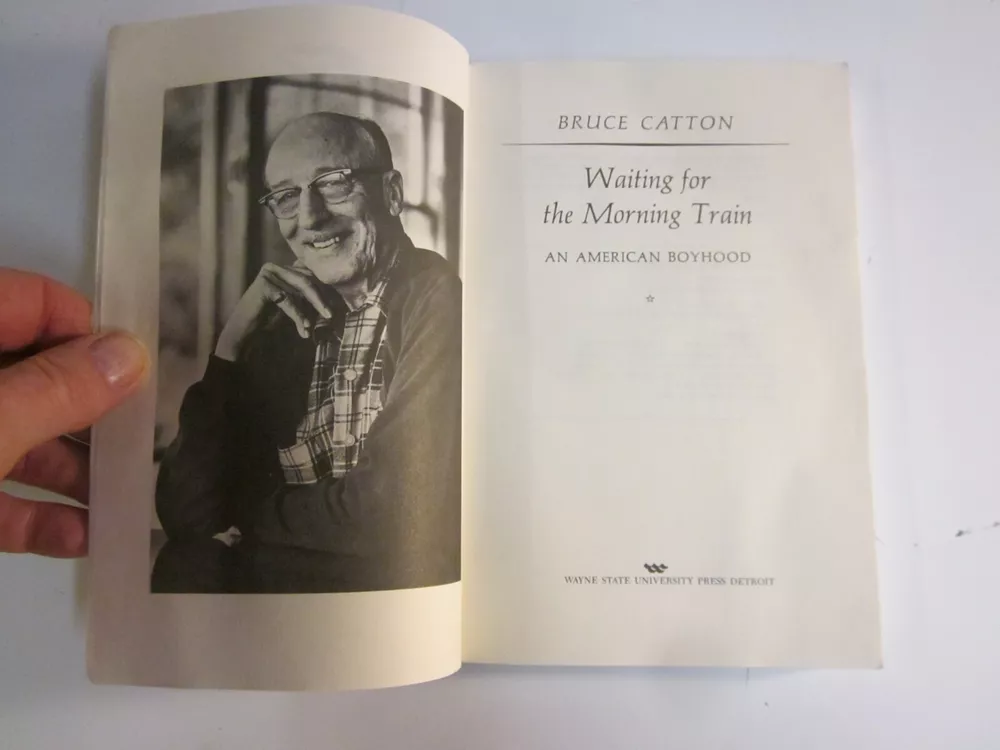 BRUCE CATTON
Waiting for
the Morning Train
AN AMERICAN BOYHOOD
WAYNE STATE UNIVERSITY PRESS DETROIT